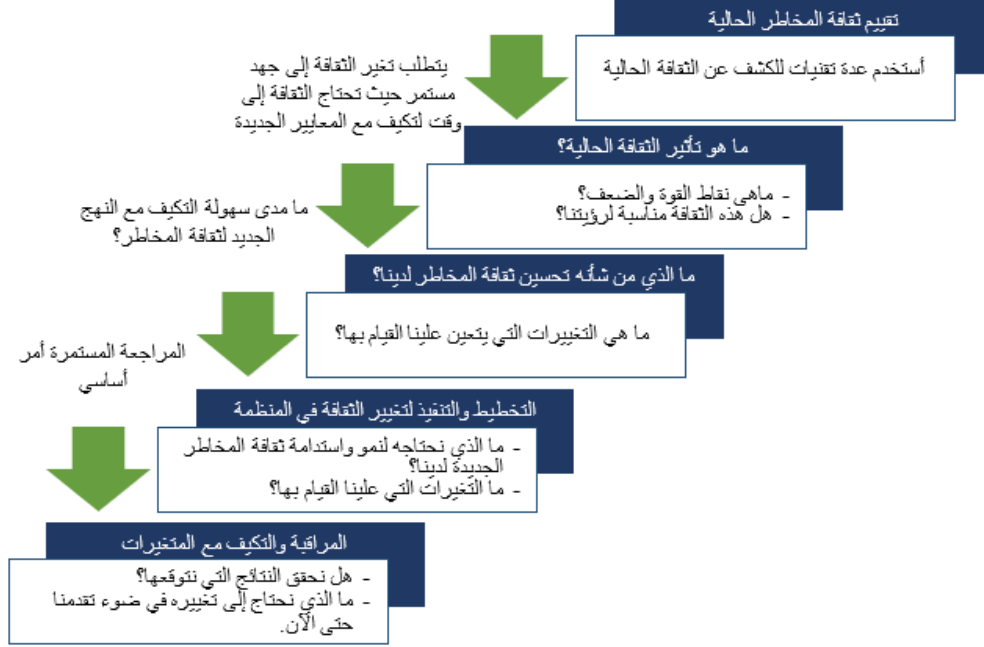 تقييم ثقافة المخاطر الحالية
أستخدم عدة تقنيات للكشف عن الثقافة الحالية
يتطلب تغير الثقافة إلى جهد
مستمر حيث تحتاج الثقافة إلى
وقت لتكيف مع المعايير الجديدة
ما هو تأثير الثقافة الحالية؟
- ماهى نقاط القوة والضعف؟
- هل هذه الثقافة مناسبة لرؤيتنا؟
ما مدى سهولة التكيف مع النهج
الجديد لثقافة المخاطر؟
ما الذي من شأنه تحسين ثقافة المخاطر لدينا؟
ما هي التغييرات التي يتعين علينا القيام بها؟
المراجعة المستمرة أمر
أساسي
التخطيط والتنفيذ لتغيير الثقافة في المنظمة
- ما الذي نحتاجه لنمو واستدامة ثقافة المخاطر
الجديدة لدينا؟
- ما التغيرات التي علينا القيام بها؟
المراقبة والتكيف مع المتغيرات
- هل نحقق النتائج التي نتوقعها؟
- ما الذي نحتاج إلى تغييره في ضوء تقدمنا
حتى الآن.